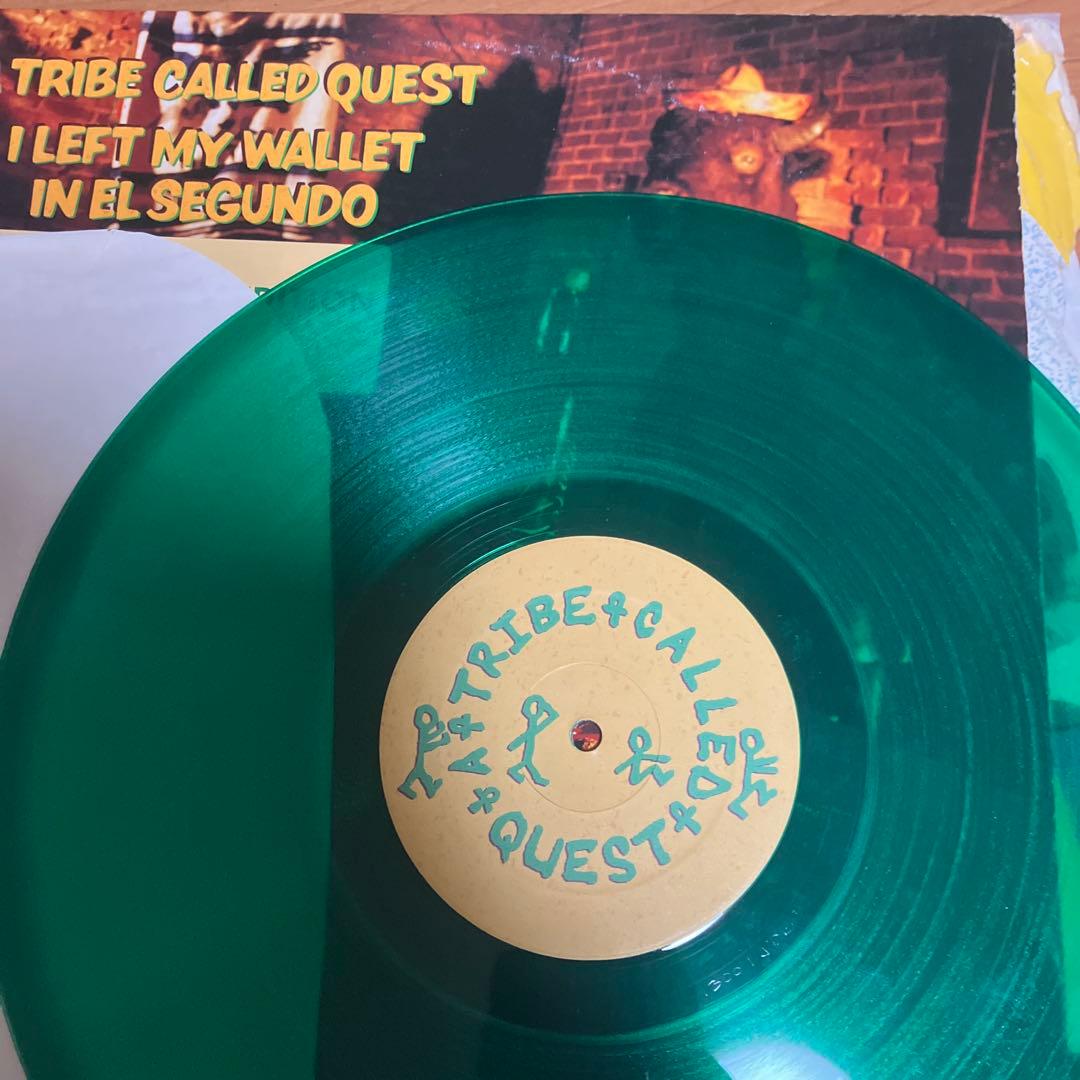 TRIBE CALLED QUEST
I LEFT MY WALLET
IN EL SEGUNDO
A TRIBE CALLED QUEST